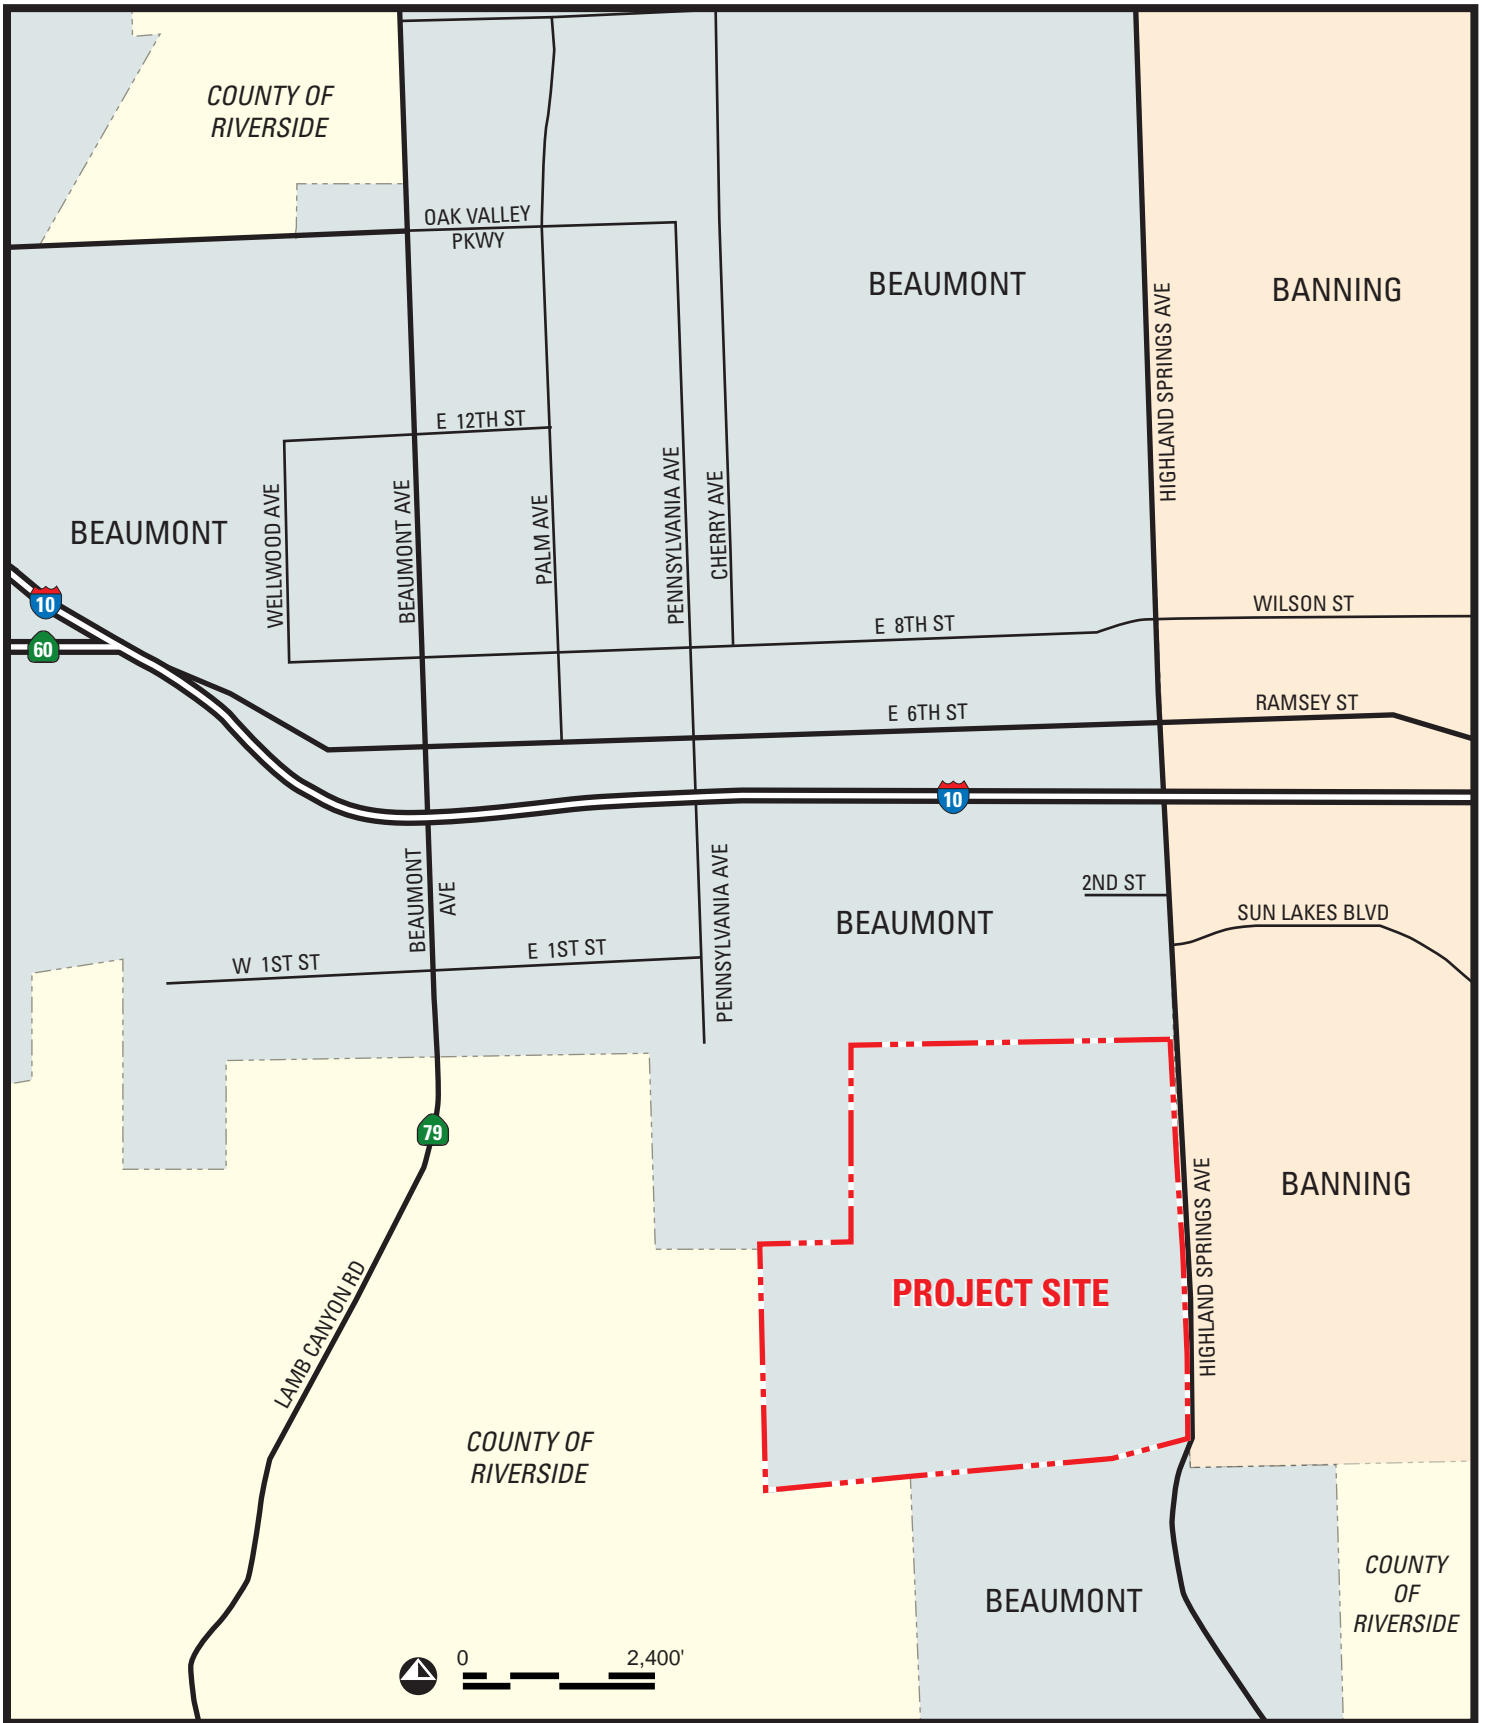 COUNTY OF
RIVERSIDE
OAK VALLEY
PKWY
BEAUMONT
BANNING
HIGHLAND SPRINGS AVE
E 12TH ST
WELLWOOD AVE
BEAUMONT AVE
PALM AVE
PENNSYLVANIA AVE
CHERRY AVE
BEAUMONT
10
60
E 8TH ST
WILSON ST
E 6TH ST
RAMSEY ST
10
BEAUMONT
AVE
PENNSYLVANIA AVE
2ND ST
BEAUMONT
SUN LAKES BLVD
W 1ST ST
E 1ST ST
79
BANNING
HIGHLAND SPRINGS AVE
PROJECT SITE
LAMB CANYON RD
COUNTY OF
RIVERSIDE
BEAUMONT
COUNTY
OF
RIVERSIDE
0 2,400'